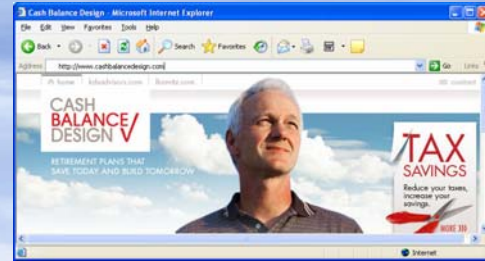 Cash Balance Design - Microsoft Internet Explorer
File Edit View Favorites Tools Help
Back Search Favorites
Address http://www.cashbalancedesign.com Go Links
home ikomllc.com contact
CASH
BALANCE
DESIGN
RETIREMENT PLANS THAT
SAVE TODAY AND BUILD TOMORROW
TAX
SAVINGS
Reduce your taxes,
increase your
savings.
MORE
Internet